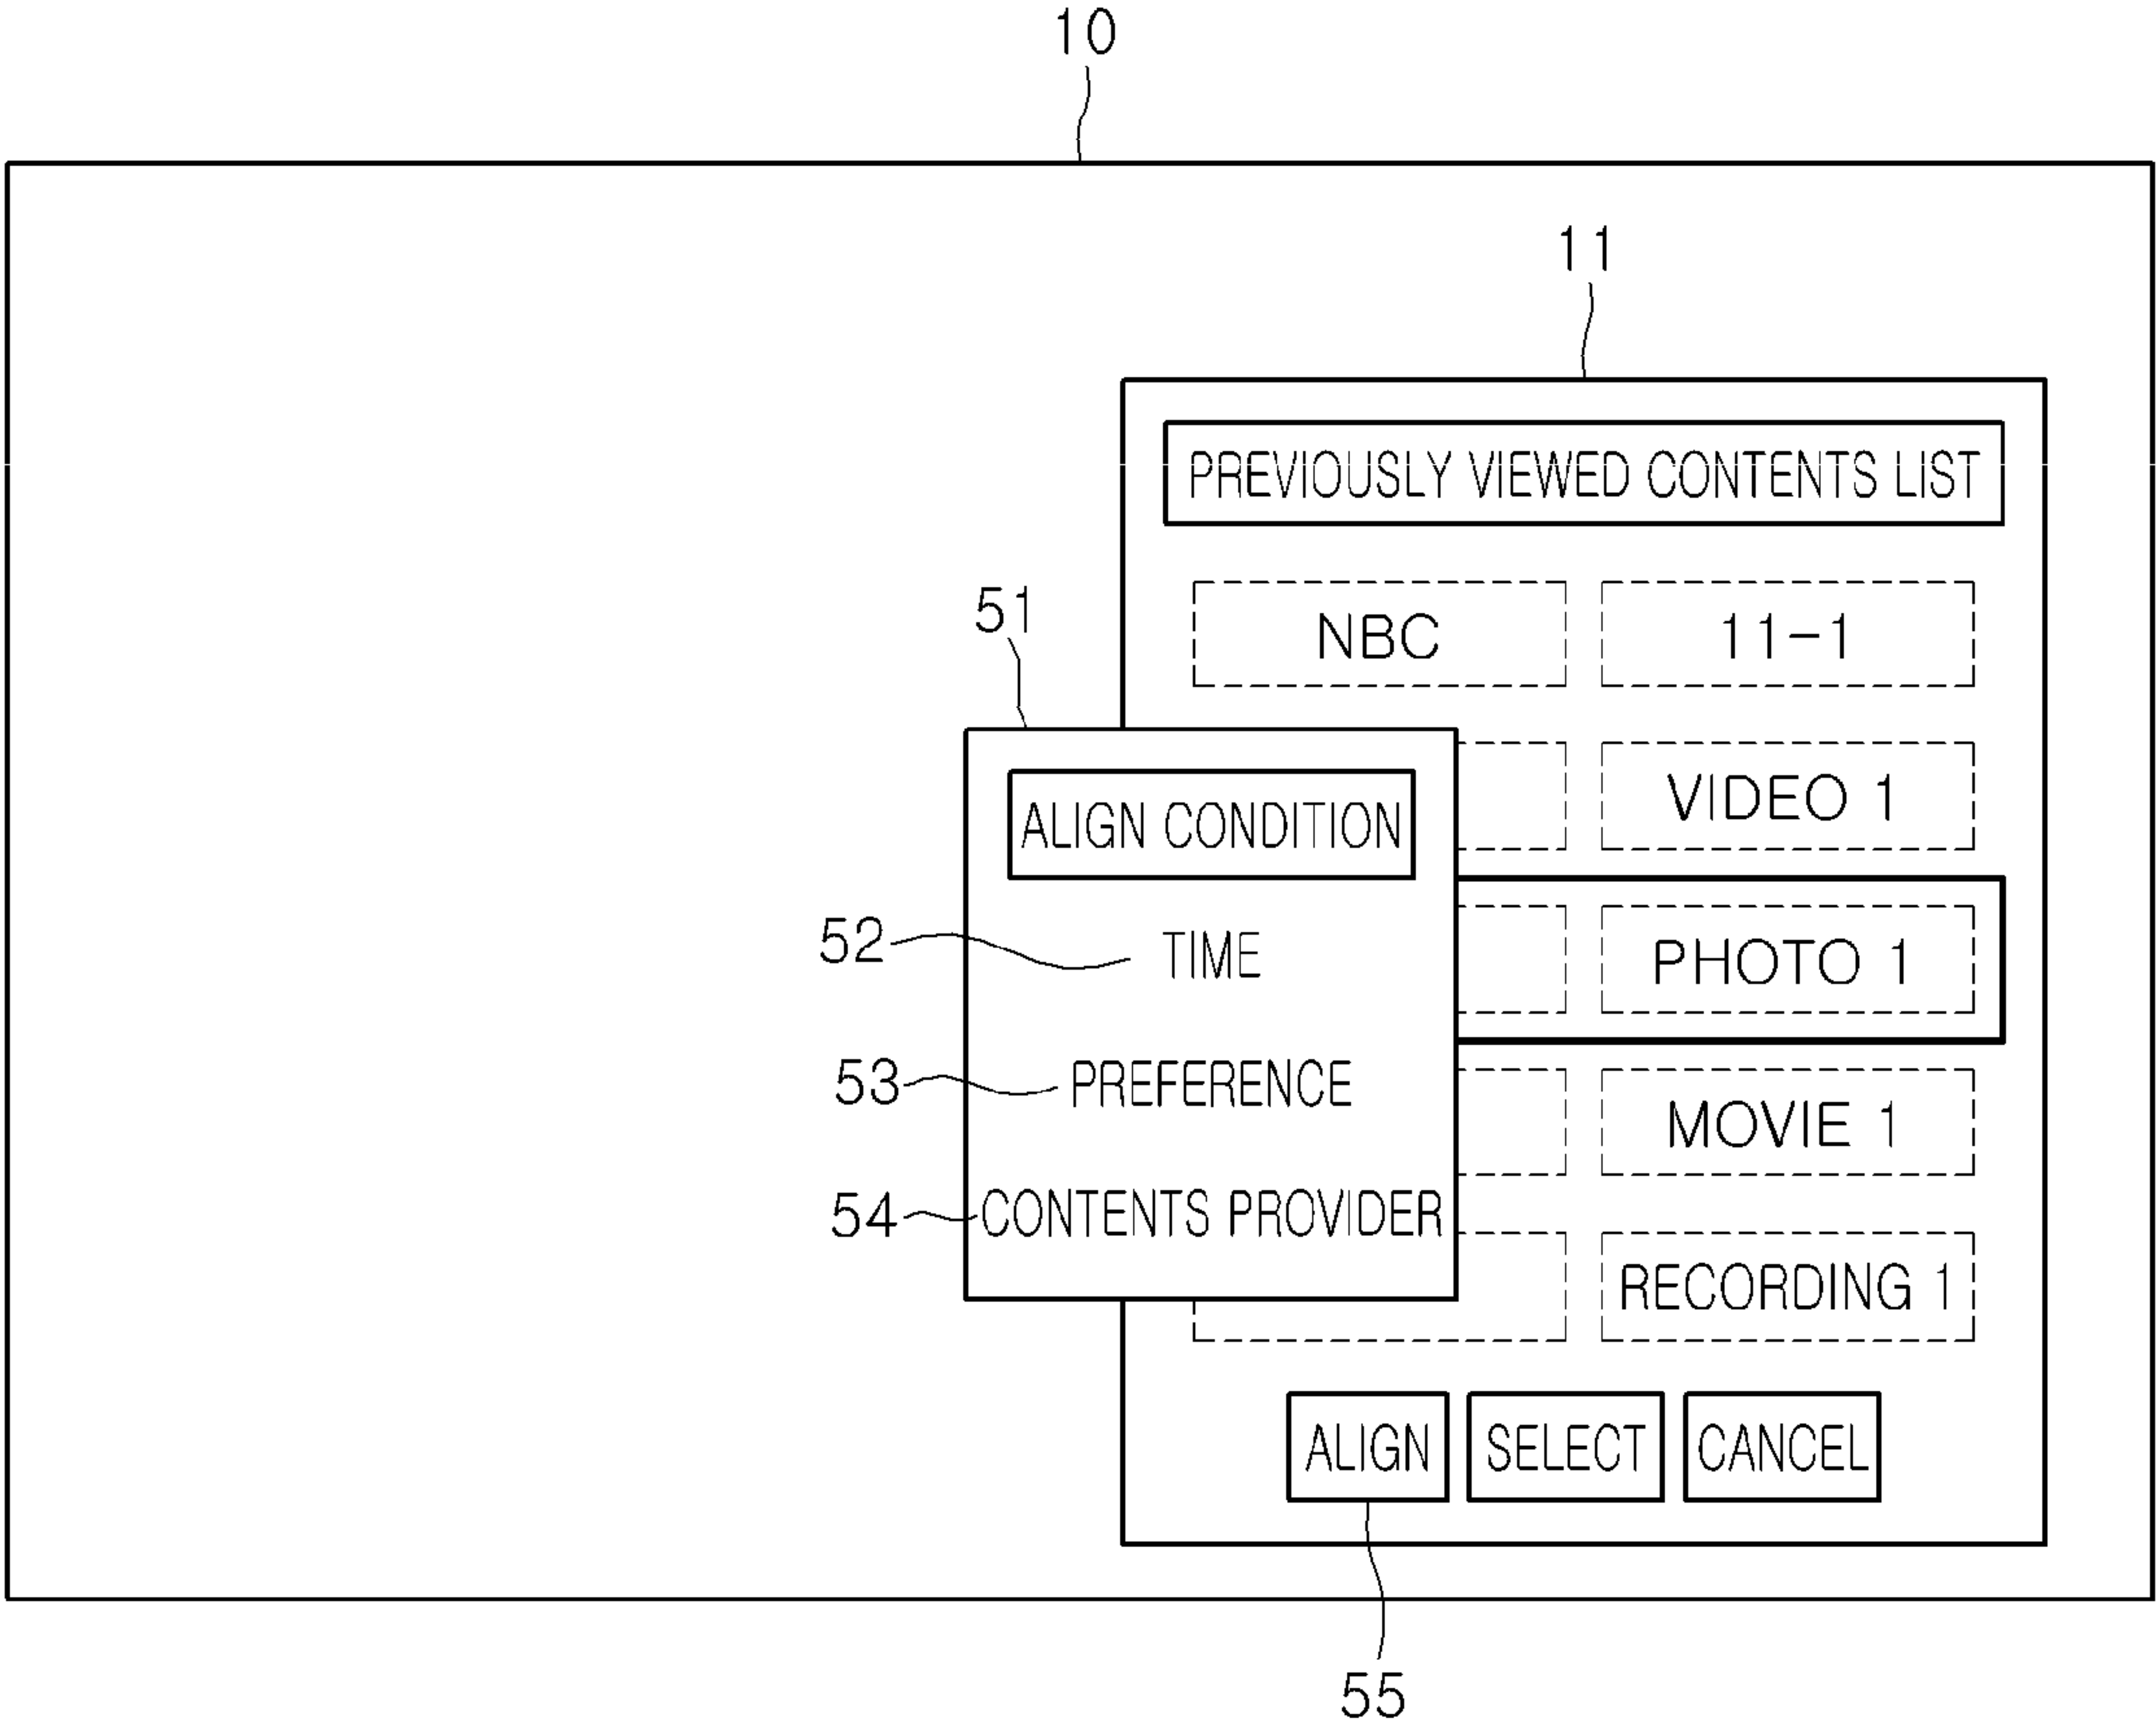 10
11
PREVIOUSLY VIEWED CONTENTS LIST
NBC 11-1
51
VIDEO 1
ALIGN CONDITION
52 TIME PHOTO 1
53 PREFERENCE
MOVIE 1
54 CONTENTS PROVIDER
RECORDING 1
ALIGN SELECT CANCEL
55